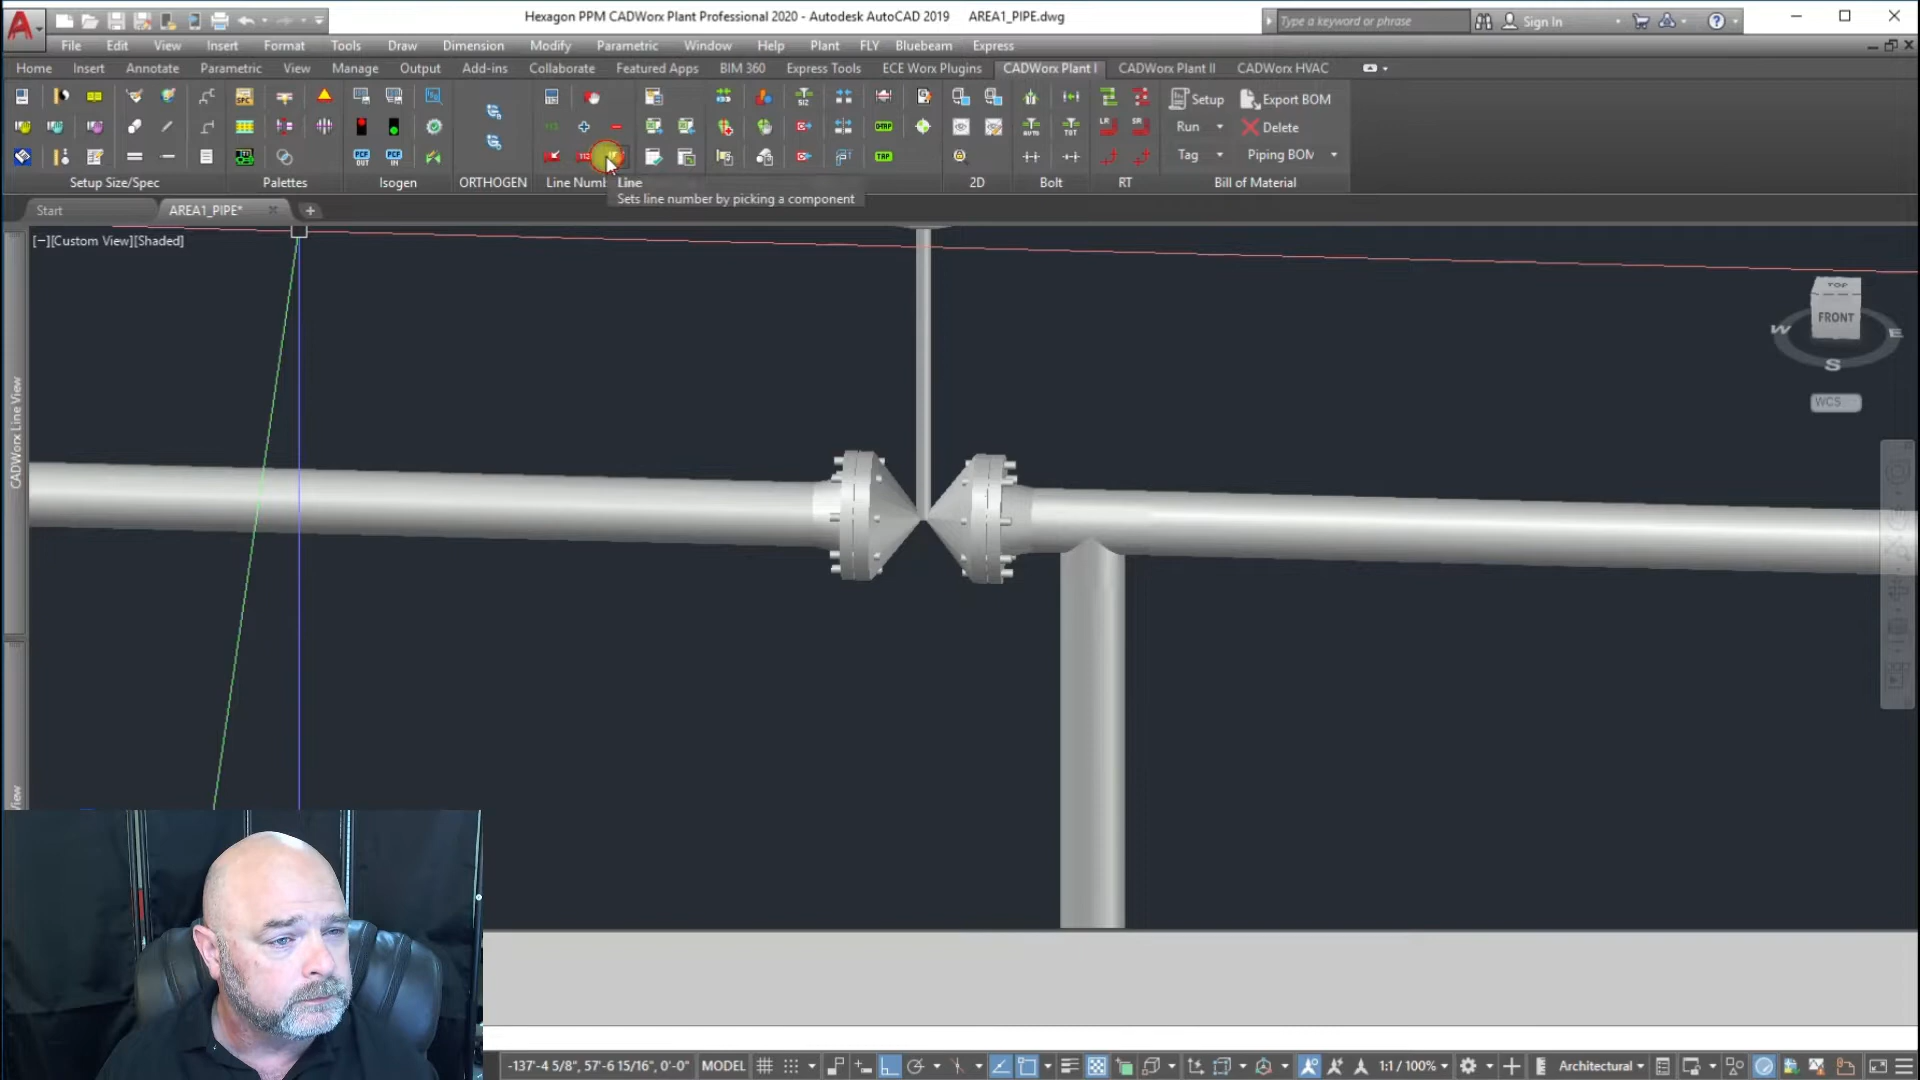 Hexagon PPM CADWorx Plant Professional 2020 - Autodesk AutoCAD 2019 AREA1_PIPE.dwg
Type a keyword or phrase
Sign In
File Edit View Insert Format Tools Draw Dimension Modify Parametric Window Help Plant FLY Bluebeam Express
Home Insert Annotate Parametric View Manage Output Add-ins Collaborate Featured Apps BIM 360 Express Tools ECE Worx Plugins CADWorx Plant I CADWorx Plant II CADWorx HVAC
Setup Export BOM
Run Delete
Tag Piping BOM
Setup Size/Spec Palettes Isogen ORTHOGEN Line Numb 2D Bolt RT Bill of Material
Line
Sets line number by picking a component
Start AREA1_PIPE*
[−][Custom View][Shaded]
TOP
FRONT
W E
S
WCS
CADWorx Line View
-137'-4 5/8", 57'-6 15/16", 0'-0" MODEL 1:1 / 100% Architectural